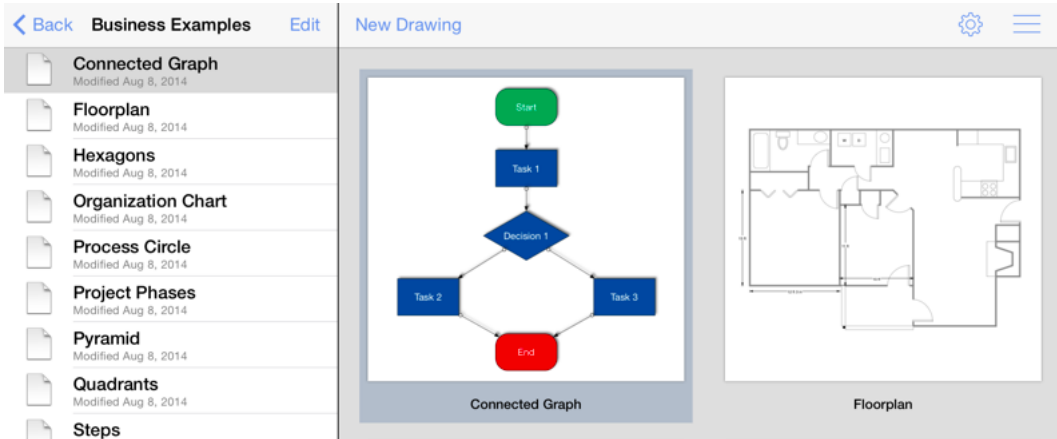 Back
Business Examples
Edit
New Drawing
Connected Graph
Modified Aug 8, 2014
Floorplan
Modified Aug 8, 2014
Hexagons
Modified Aug 8, 2014
Organization Chart
Modified Aug 8, 2014
Process Circle
Modified Aug 8, 2014
Project Phases
Modified Aug 8, 2014
Pyramid
Modified Aug 8, 2014
Quadrants
Modified Aug 8, 2014
Steps
Start
Task 1
Decision 1
Task 2
Task 3
End
Connected Graph
Floorplan